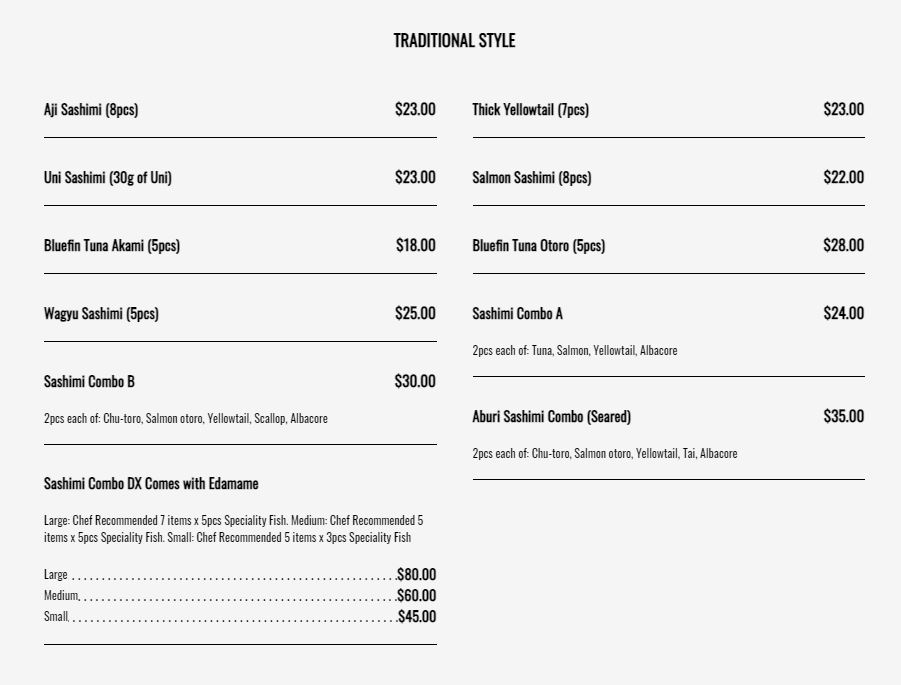 TRADITIONAL STYLE
Aji Sashimi (8pcs) $23.00
Uni Sashimi (30g of Uni) $23.00
Bluefin Tuna Akami (5pcs) $18.00
Wagyu Sashimi (5pcs) $25.00
Sashimi Combo B $30.00
2pcs each of: Chu-toro, Salmon otoro, Yellowtail, Scallop, Albacore
Sashimi Combo DX Comes with Edamame
Large: Chef Recommended 7 items x 5pcs Speciality Fish. Medium: Chef Recommended 5
items x 5pcs Speciality Fish. Small: Chef Recommended 5 items x 3pcs Speciality Fish
Large $80.00
Medium $60.00
Small $45.00
Thick Yellowtail (7pcs) $23.00
Salmon Sashimi (8pcs) $22.00
Bluefin Tuna Otoro (5pcs) $28.00
Sashimi Combo A $24.00
2pcs each of: Tuna, Salmon, Yellowtail, Albacore
Aburi Sashimi Combo (Seared) $35.00
2pcs each of: Chu-toro, Salmon otoro, Yellowtail, Tai, Albacore